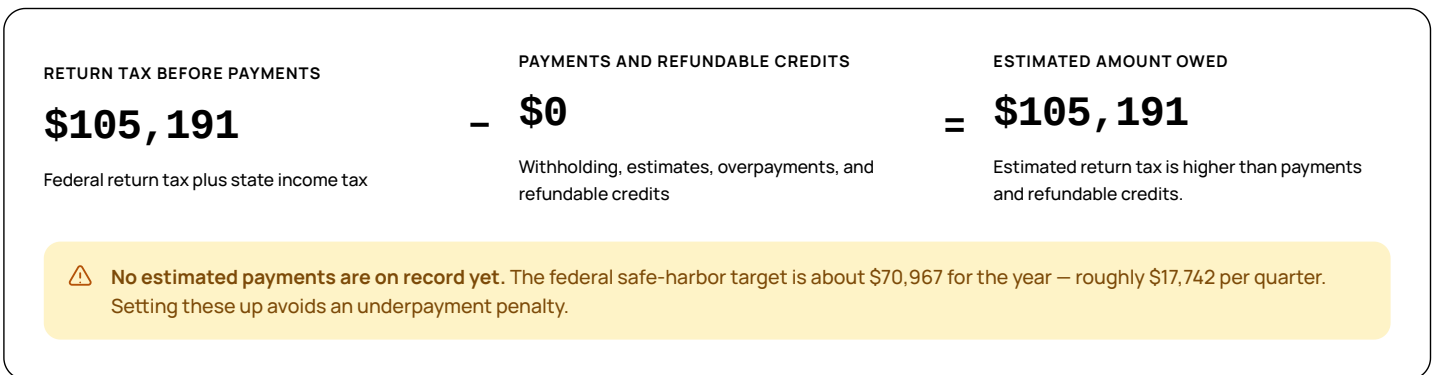 RETURN TAX BEFORE PAYMENTS
$105,191
Federal return tax plus state income tax
–
PAYMENTS AND REFUNDABLE CREDITS
$0
Withholding, estimates, overpayments, and
refundable credits
=
ESTIMATED AMOUNT OWED
$105,191
Estimated return tax is higher than payments
and refundable credits.
No estimated payments are on record yet. The federal safe-harbor target is about $70,967 for the year — roughly $17,742 per quarter.
Setting these up avoids an underpayment penalty.